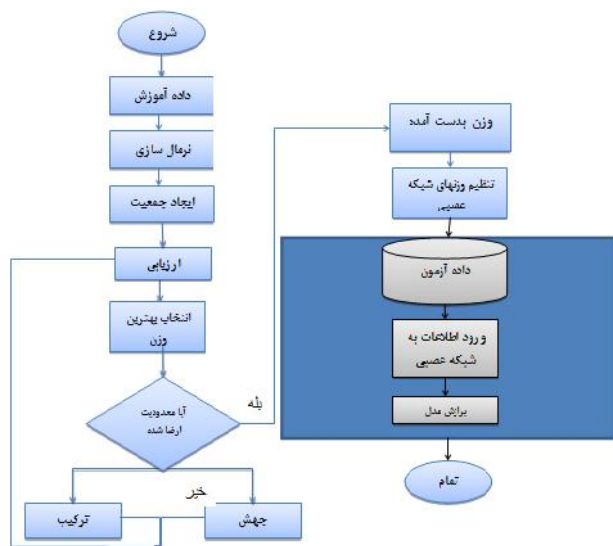 شروع
داده آموزش
نرمال سازی
ایجاد جمعیت
ارزیابی
انتخاب بهترین
وزن
آیا محدودیت
ارضا شده
بله
خیر
ترکیب
جهش
وزن بدست آمده
تنظیم وزنهای شبکه
عصبی
داده آزمون
ورود اطلاعات به
شبکه عصبی
برازش مدل
تمام